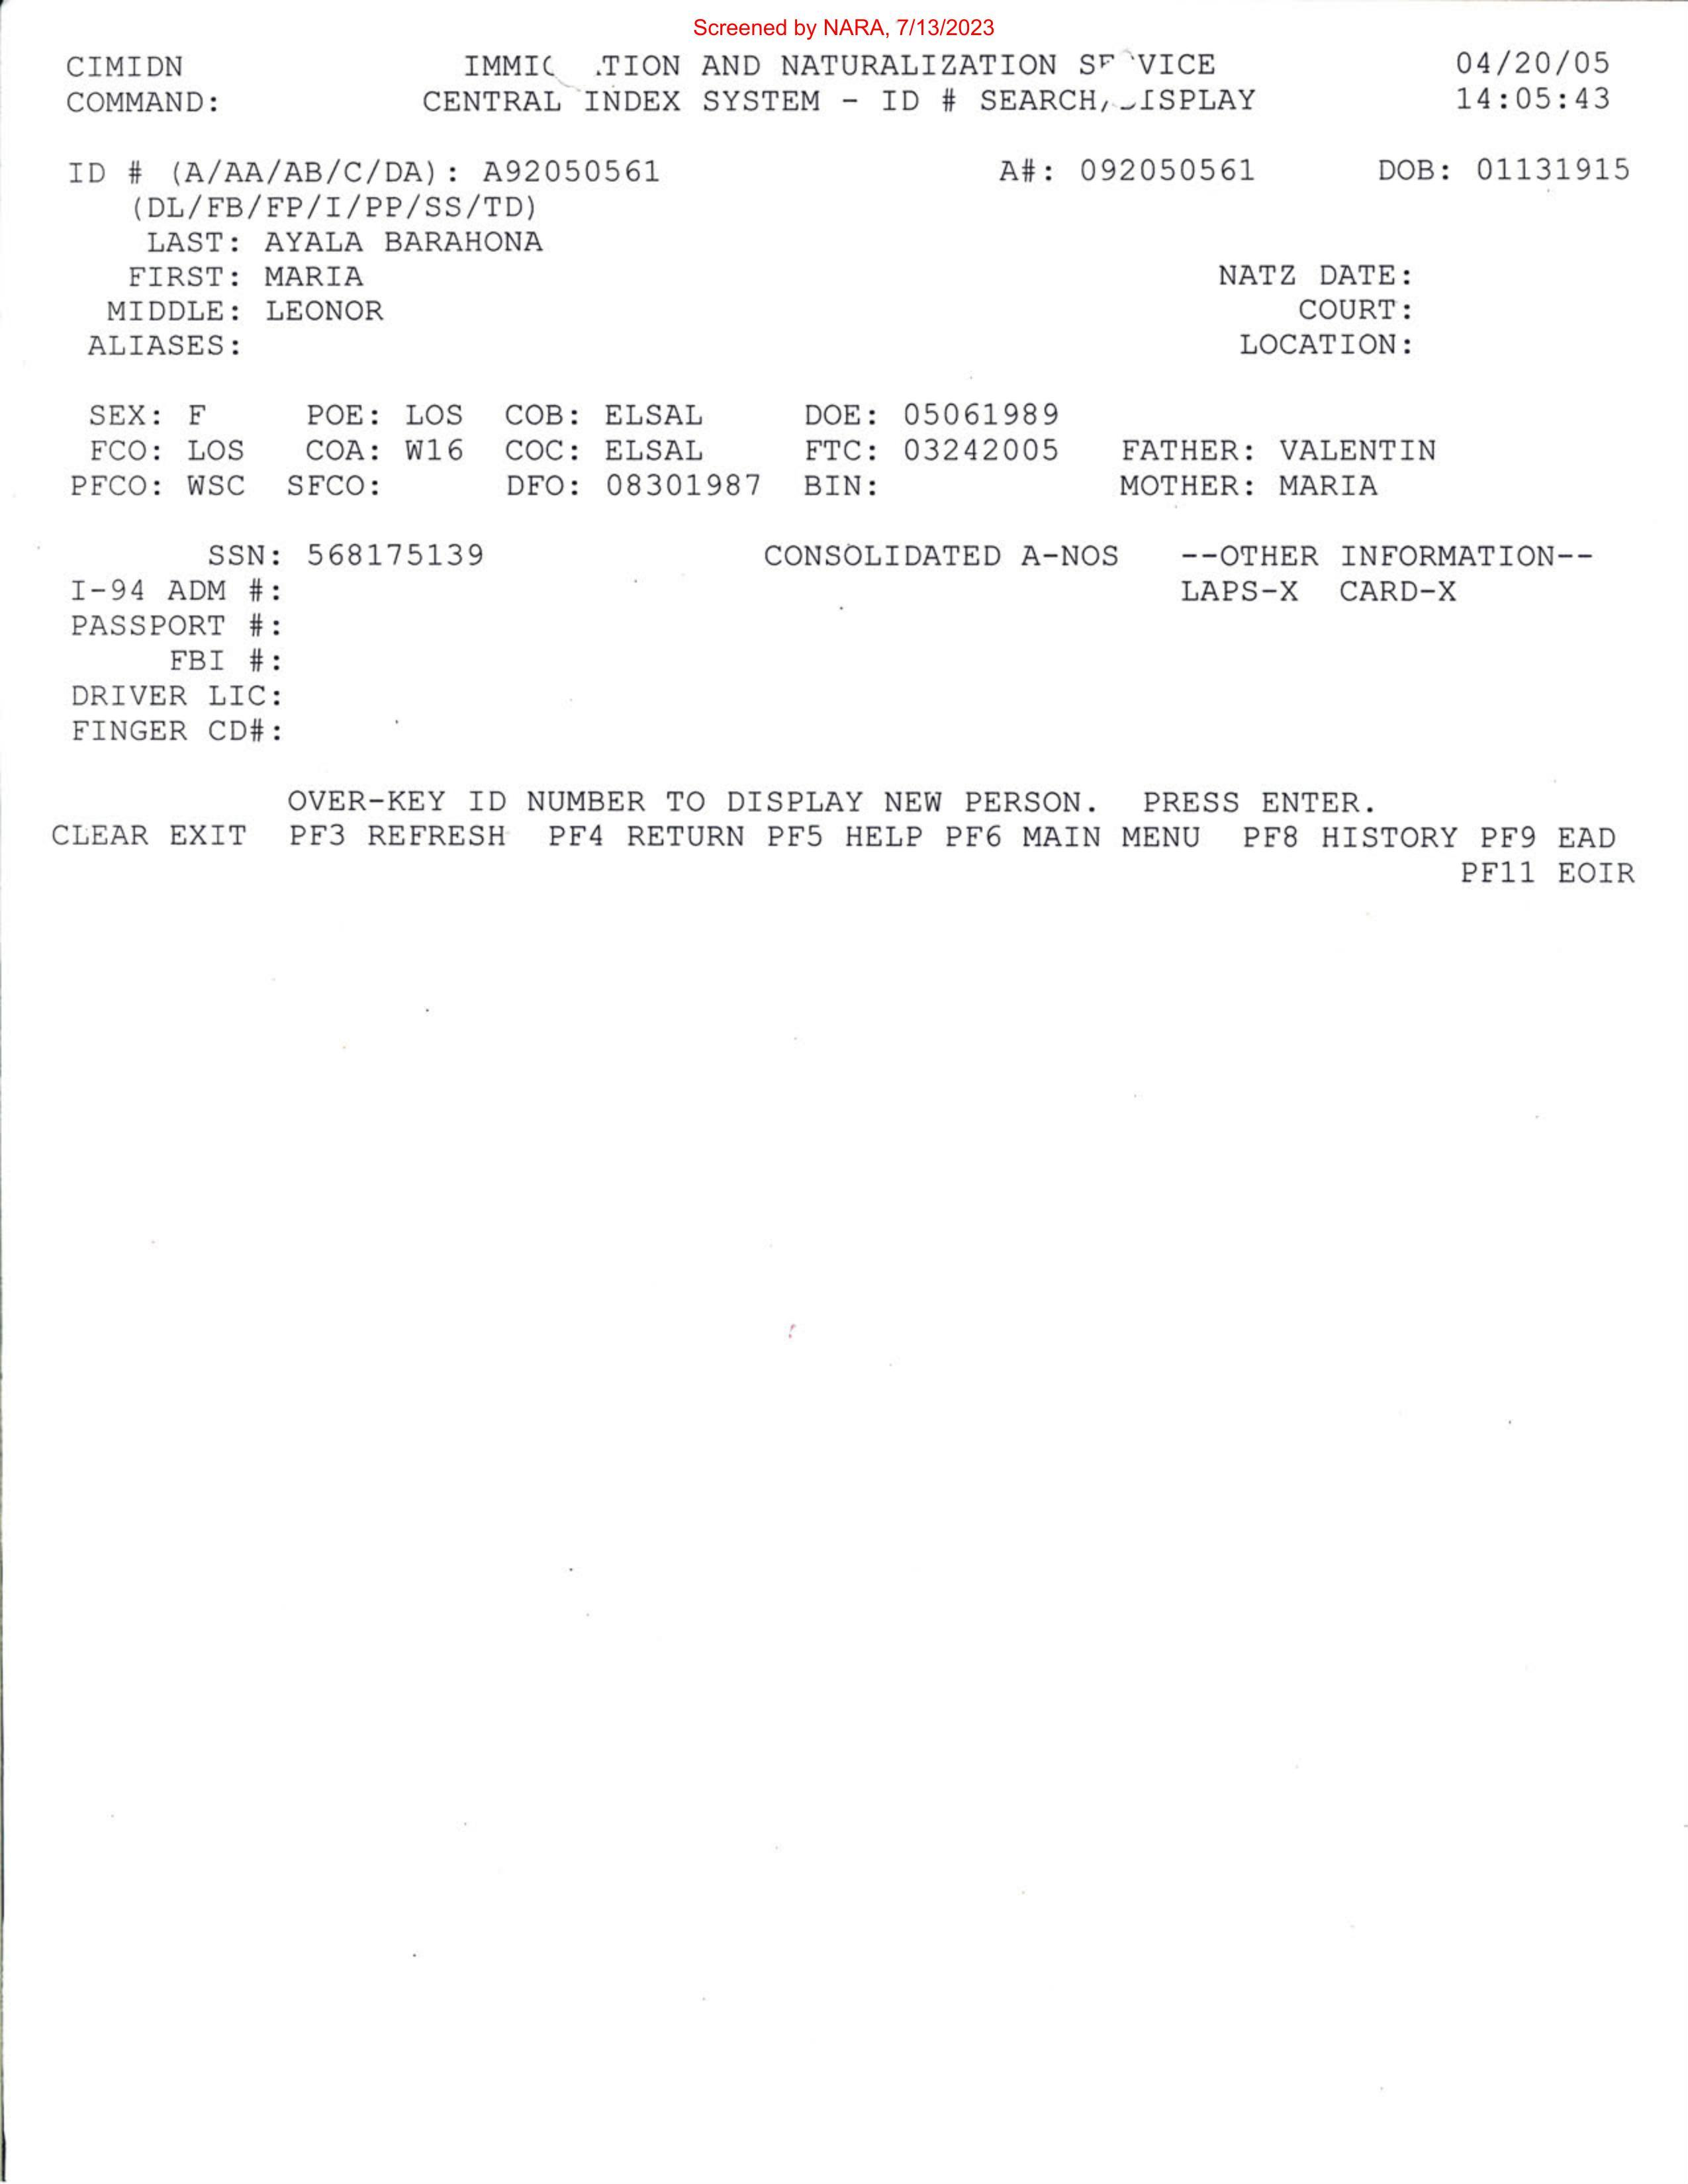 Screened by NARA, 7/13/2023
CIMIDN IMMIG TION AND NATURALIZATION VICE 04/20/05
COMMAND: CENTRAL INDEX SYSTEM - ID # SEARCH/ ISPLAY 14:05:43
ID # (A/AA/AB/C/DA): A92050561 A#: 092050561 DOB: 01131915
(DL/FB/FP/I/PP/SS/TD)
LAST: AYALA BARAHONA
FIRST: MARIA NATZ DATE:
MIDDLE: LEONOR COURT:
ALIASES: LOCATION:
SEX: F POE: LOS COB: ELSAL DOE: 05061989
FCO: LOS COA: W16 COC: ELSAL FTC: 03242005 FATHER: VALENTIN
PFCO: WSC SFCO: DFO: 08301987 BIN: MOTHER: MARIA
SSN: 568175139 CONSOLIDATED A-NOS --OTHER INFORMATION--
I-94 ADM #: LAPS-X CARD-X
PASSPORT #:
FBI #:
DRIVER LIC:
FINGER CD#:
OVER-KEY ID NUMBER TO DISPLAY NEW PERSON. PRESS ENTER.
CLEAR EXIT PF3 REFRESH PF4 RETURN PF5 HELP PF6 MAIN MENU PF8 HISTORY PF9 EAD
PF11 EOIR